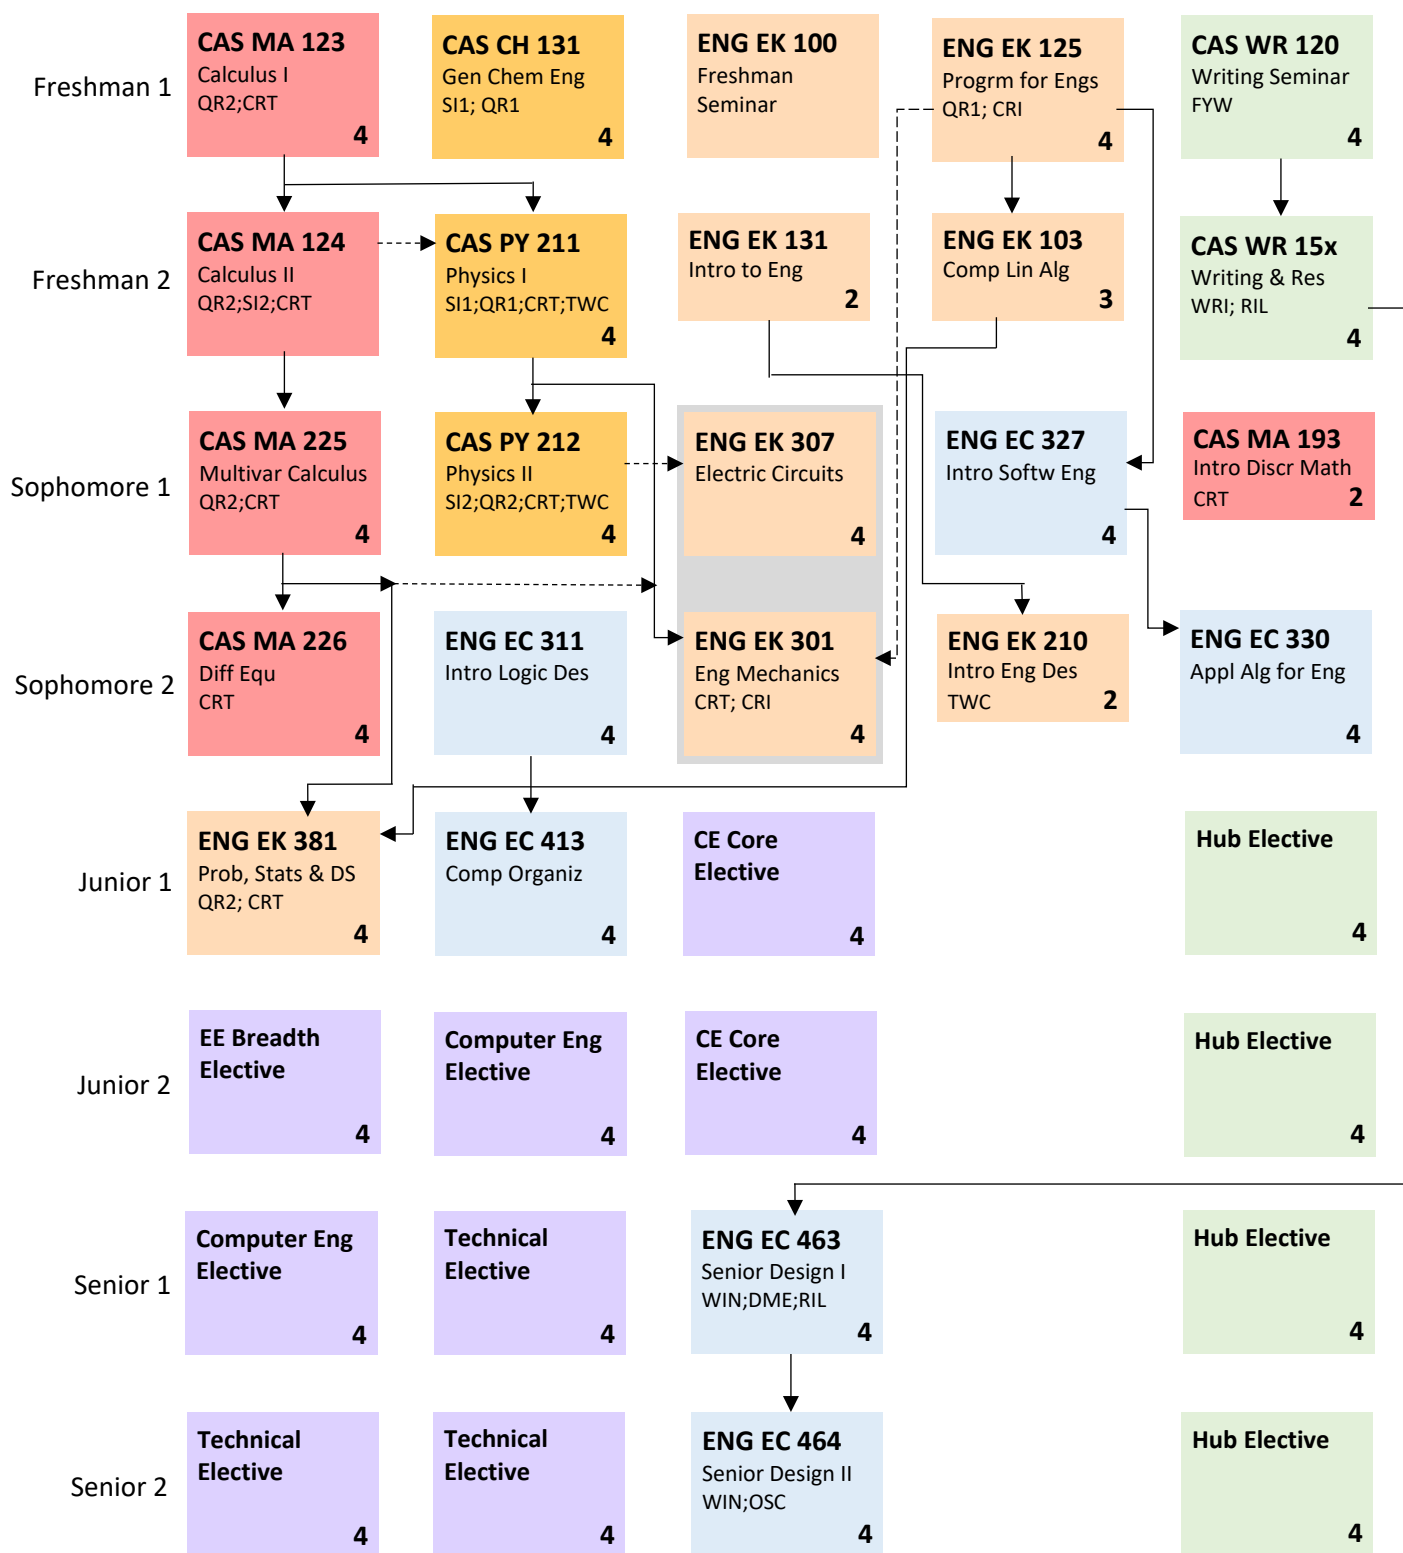 Freshman 1
CAS MA 123
Calculus I
QR2;CRT
4
CAS CH 131
Gen Chem Eng
SI1; QR1
4
ENG EK 100
Freshman
Seminar
ENG EK 125
Progrm for Engs
QR1; CRI
4
CAS WR 120
Writing Seminar
FYW
4
Freshman 2
CAS MA 124
Calculus II
QR2;SI2;CRT
4
CAS PY 211
Physics I
SI1;QR1;CRT;TWC
4
ENG EK 131
Intro to Eng
2
ENG EK 103
Comp Lin Alg
3
CAS WR 15x
Writing & Res
WRI; RIL
4
Sophomore 1
CAS MA 225
Multivar Calculus
QR2;CRT
4
CAS PY 212
Physics II
SI2;QR2;CRT;TWC
4
ENG EK 307
Electric Circuits
4
ENG EC 327
Intro Softw Eng
4
CAS MA 193
Intro Discr Math
CRT
2
Sophomore 2
CAS MA 226
Diff Equ
CRT
4
ENG EC 311
Intro Logic Des
4
ENG EK 301
Eng Mechanics
CRT; CRI
4
ENG EK 210
Intro Eng Des
TWC
2
ENG EC 330
Appl Alg for Eng
4
Junior 1
ENG EK 381
Prob, Stats & DS
QR2; CRT
4
ENG EC 413
Comp Organiz
4
CE Core
Elective
4
Hub Elective
4
Junior 2
EE Breadth
Elective
4
Computer Eng
Elective
4
CE Core
Elective
4
Hub Elective
4
Senior 1
Computer Eng
Elective
4
Technical
Elective
4
ENG EC 463
Senior Design I
WIN;DME;RIL
4
Hub Elective
4
Senior 2
Technical
Elective
4
Technical
Elective
4
ENG EC 464
Senior Design II
WIN;OSC
4
Hub Elective
4